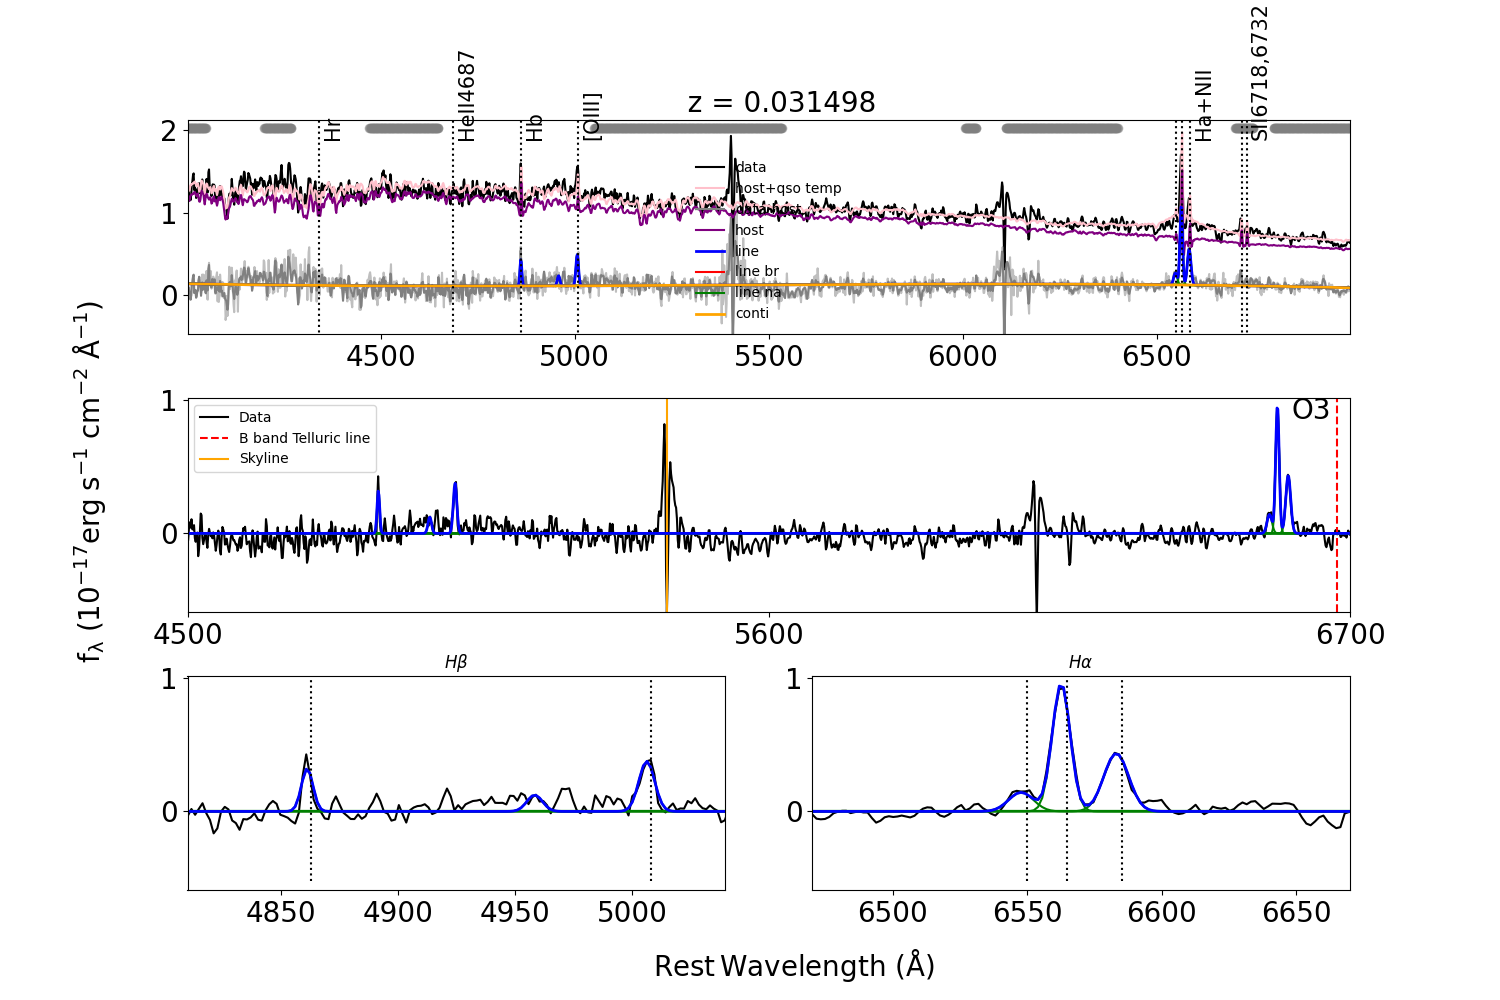 z = 0.031498
Hr
HeII4687
Hb
[OIII]
Ha+NII
SII6718,6732
2
1
0
data
host+qso temp
host
line
line br
line na
conti
4500
5000
5500
6000
6500
fλ (10−17erg s−1 cm−2 Å−1)
1
0
Data
B band Telluric line
Skyline
O3
4500
5600
6700
Hβ
1
0
4850
4900
4950
5000
Hα
1
0
6500
6550
6600
6650
Rest Wavelength (Å)